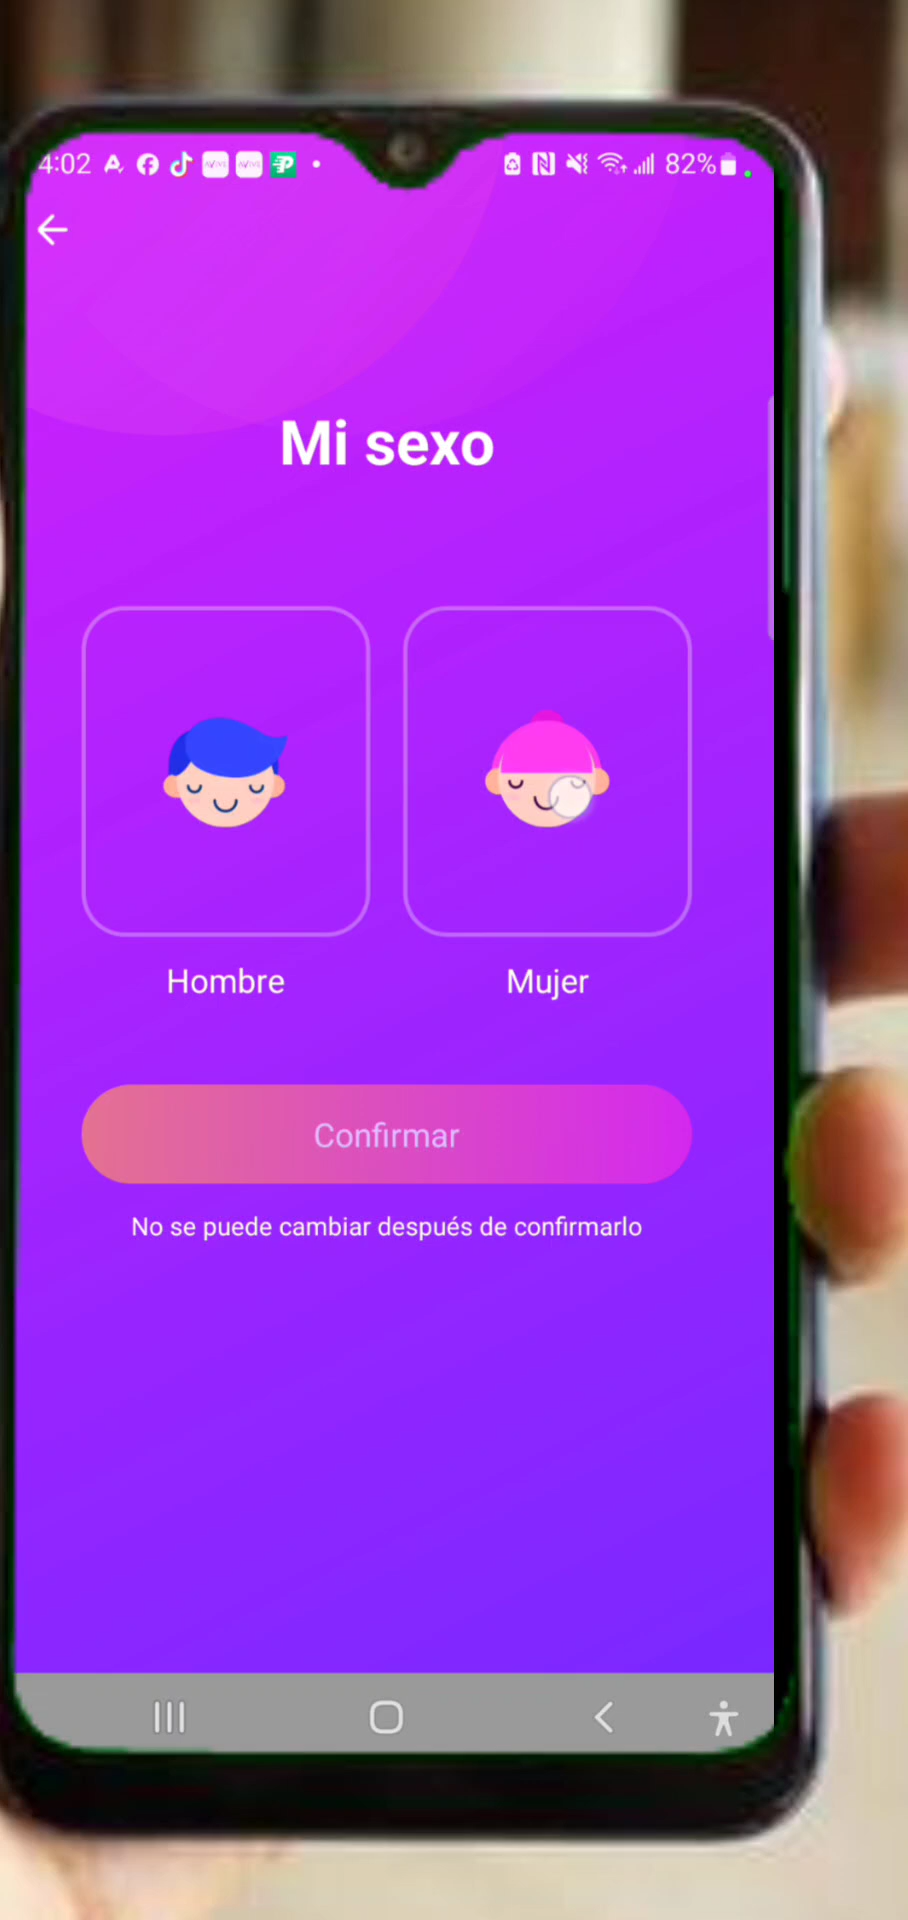 4:02 82%
Mi sexo
Hombre Mujer
Confirmar
No se puede cambiar después de confirmarlo